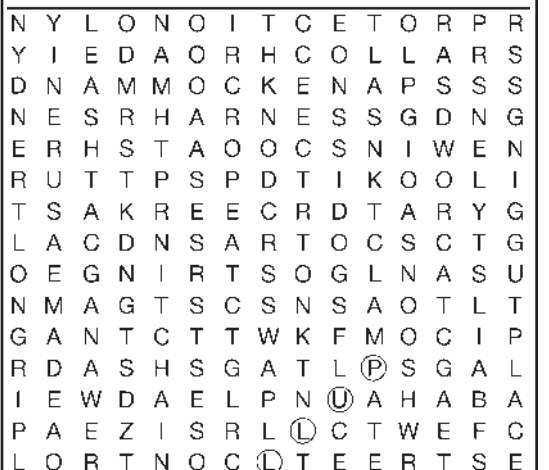 N Y L O N O I T C E T O R P R
Y I E D A O R H C O L L A R S
D N A M M O C K E N A P S S S
N E S R H A R N E S S G D N G
E R H S T A O O C S N I W E N
R U T T P S P D T I K O O L I
T S A K R E E C R D T A R Y G
L A C D N S A R T O C S C T G
O E G N I R T S O G L N A S U
N M A G T S C S N S A O T L T
G A N T C T T W K F M O C I P
R D A S H S G A T L P S G A L
I E W D A E L P N U A H A B A
P A E Z I S R L L C T W E F C
L O R T N O C L T E E R T S E